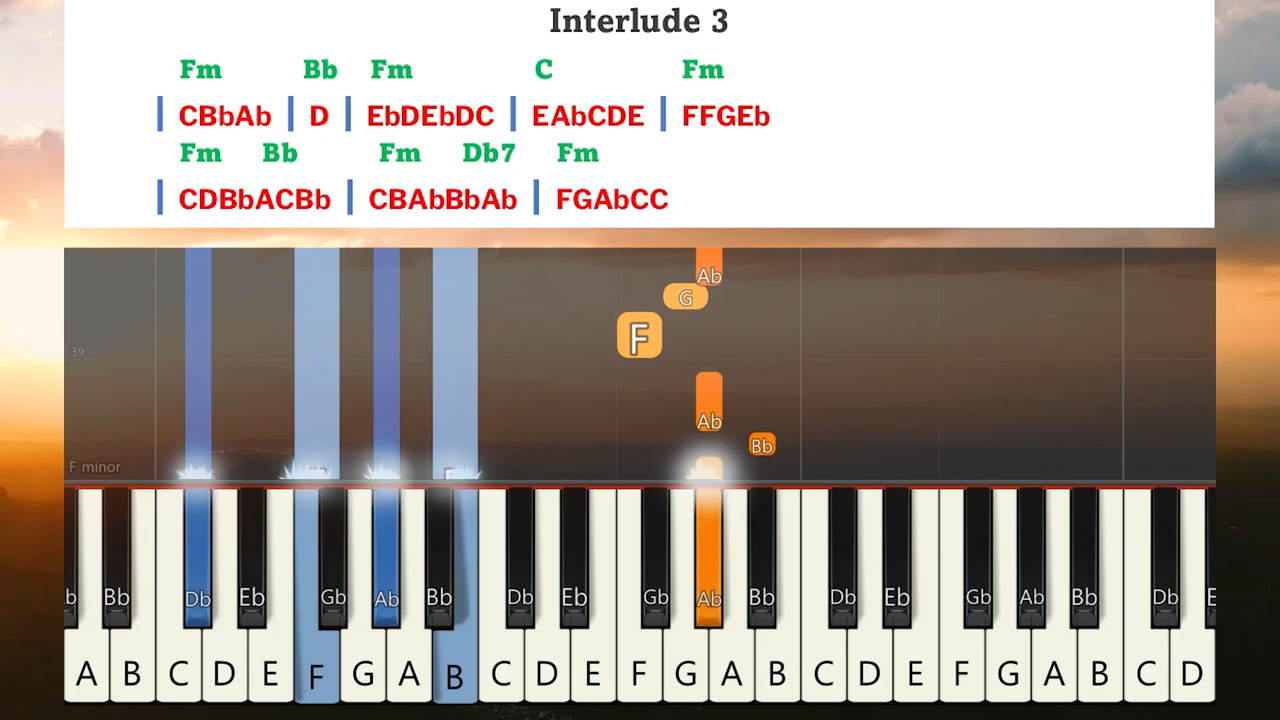 Interlude 3
Fm Bb Fm C Fm
| CBbAb | D | EbDEbDC | EAbCDE | FFGEb
Fm Bb Fm Db7 Fm
| CDBbACBb | CBAbBbAb | FGAbCC
Ab
G
F
39
Ab
Bb
F minor
b Bb Db Eb Gb Ab Bb Db Eb Gb Ab Bb Db Eb Gb Ab Bb Db E
A B C D E F G A B C D E F G A B C D E F G A B C D